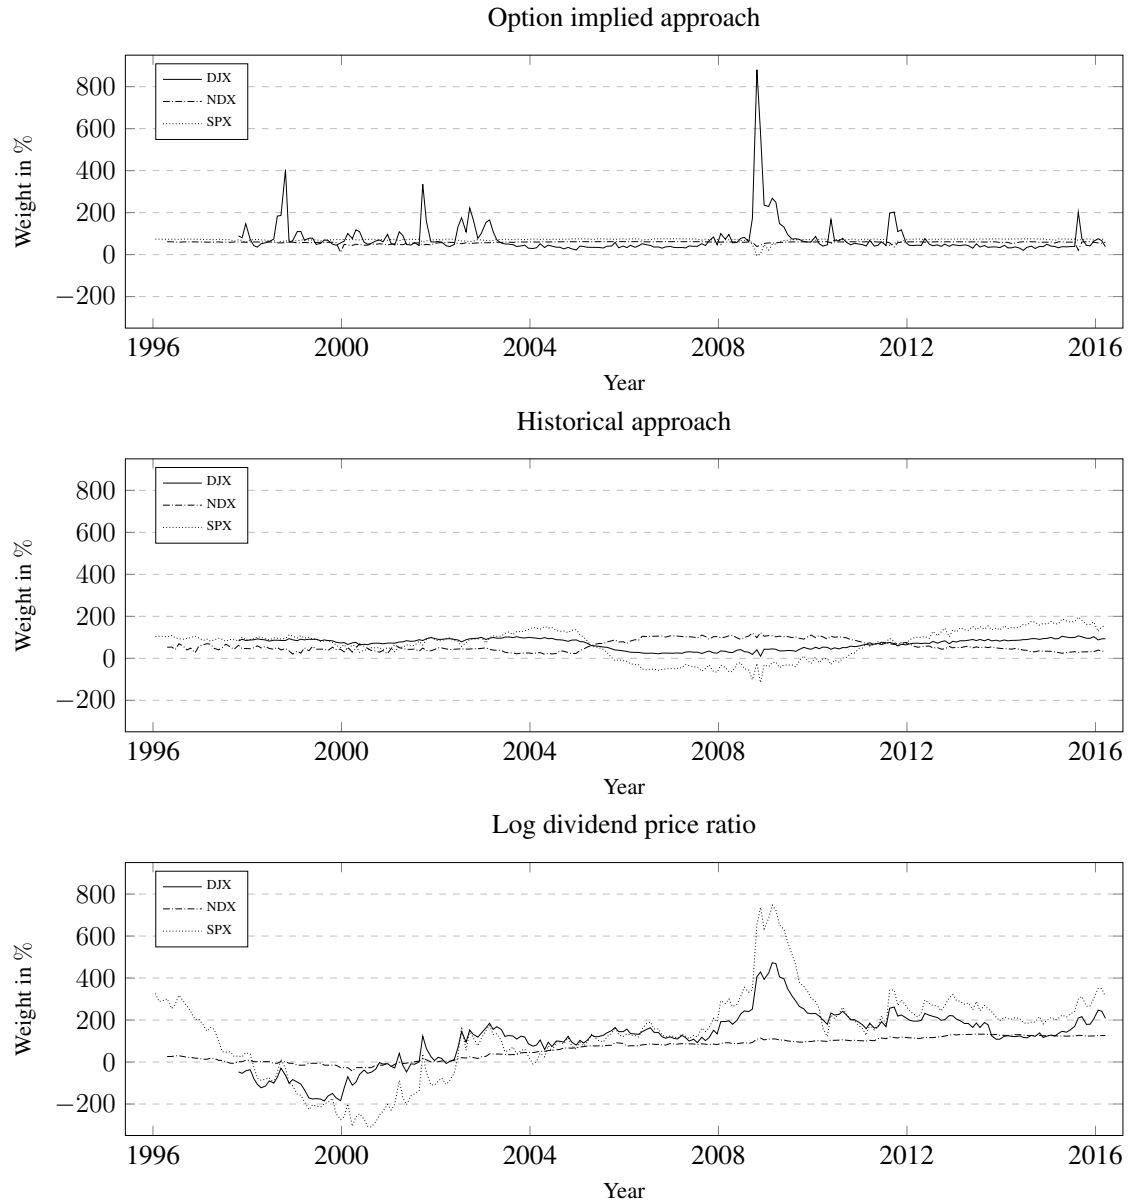 Option implied approach
Weight in %
800
600
400
200
0
−200
DJX
NDX
SPX
1996 2000 2004 2008 2012 2016
Year
Historical approach
Weight in %
800
600
400
200
0
−200
DJX
NDX
SPX
1996 2000 2004 2008 2012 2016
Year
Log dividend price ratio
Weight in %
800
600
400
200
0
−200
DJX
NDX
SPX
1996 2000 2004 2008 2012 2016
Year